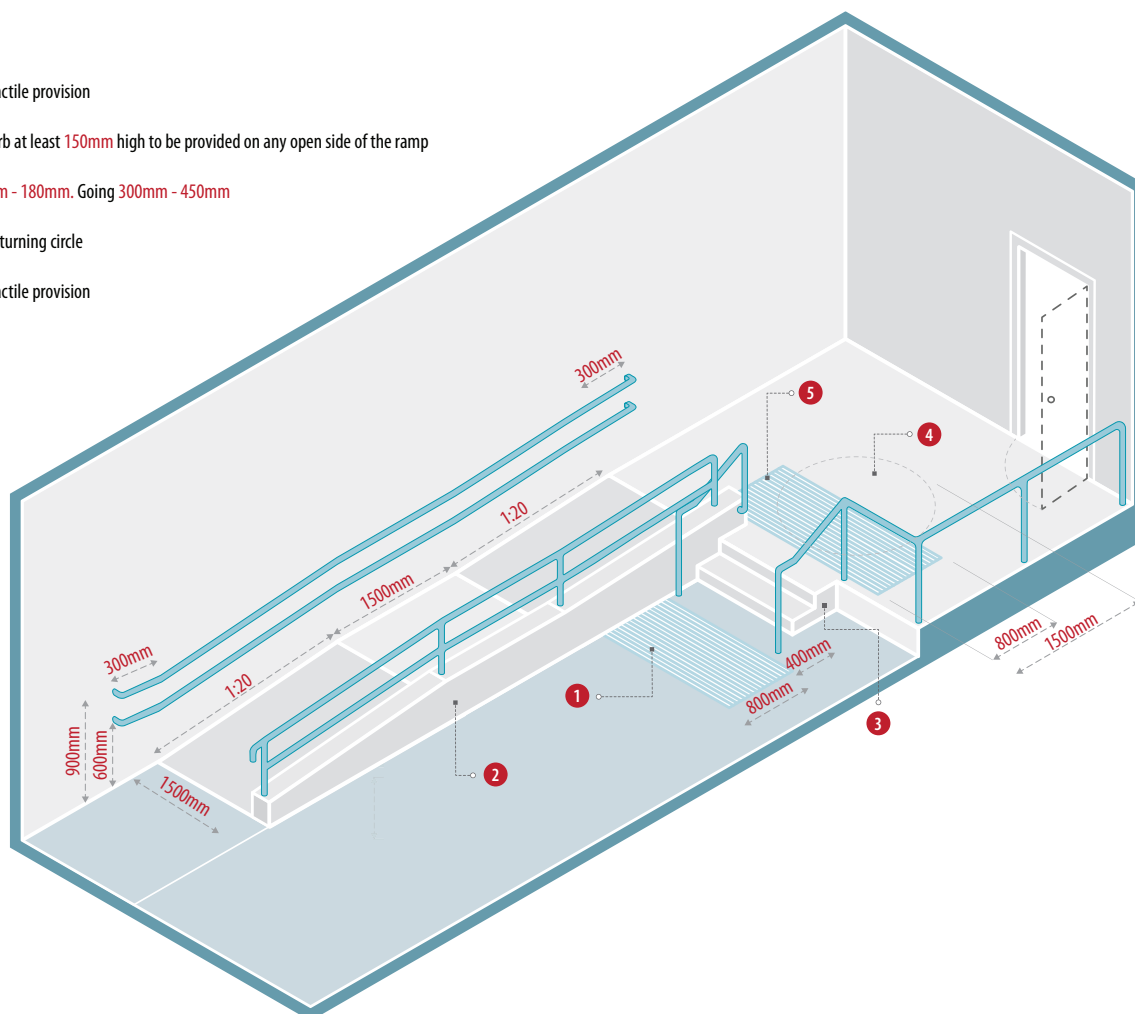 ctile provision
rb at least 150mm high to be provided on any open side of the ramp
m - 180mm. Going 300mm - 450mm
turning circle
ctile provision
300mm
5
4
1:20
1500mm
300mm
1:20
800mm
1500mm
400mm
1
800mm
3
900mm
600mm
2
1500mm